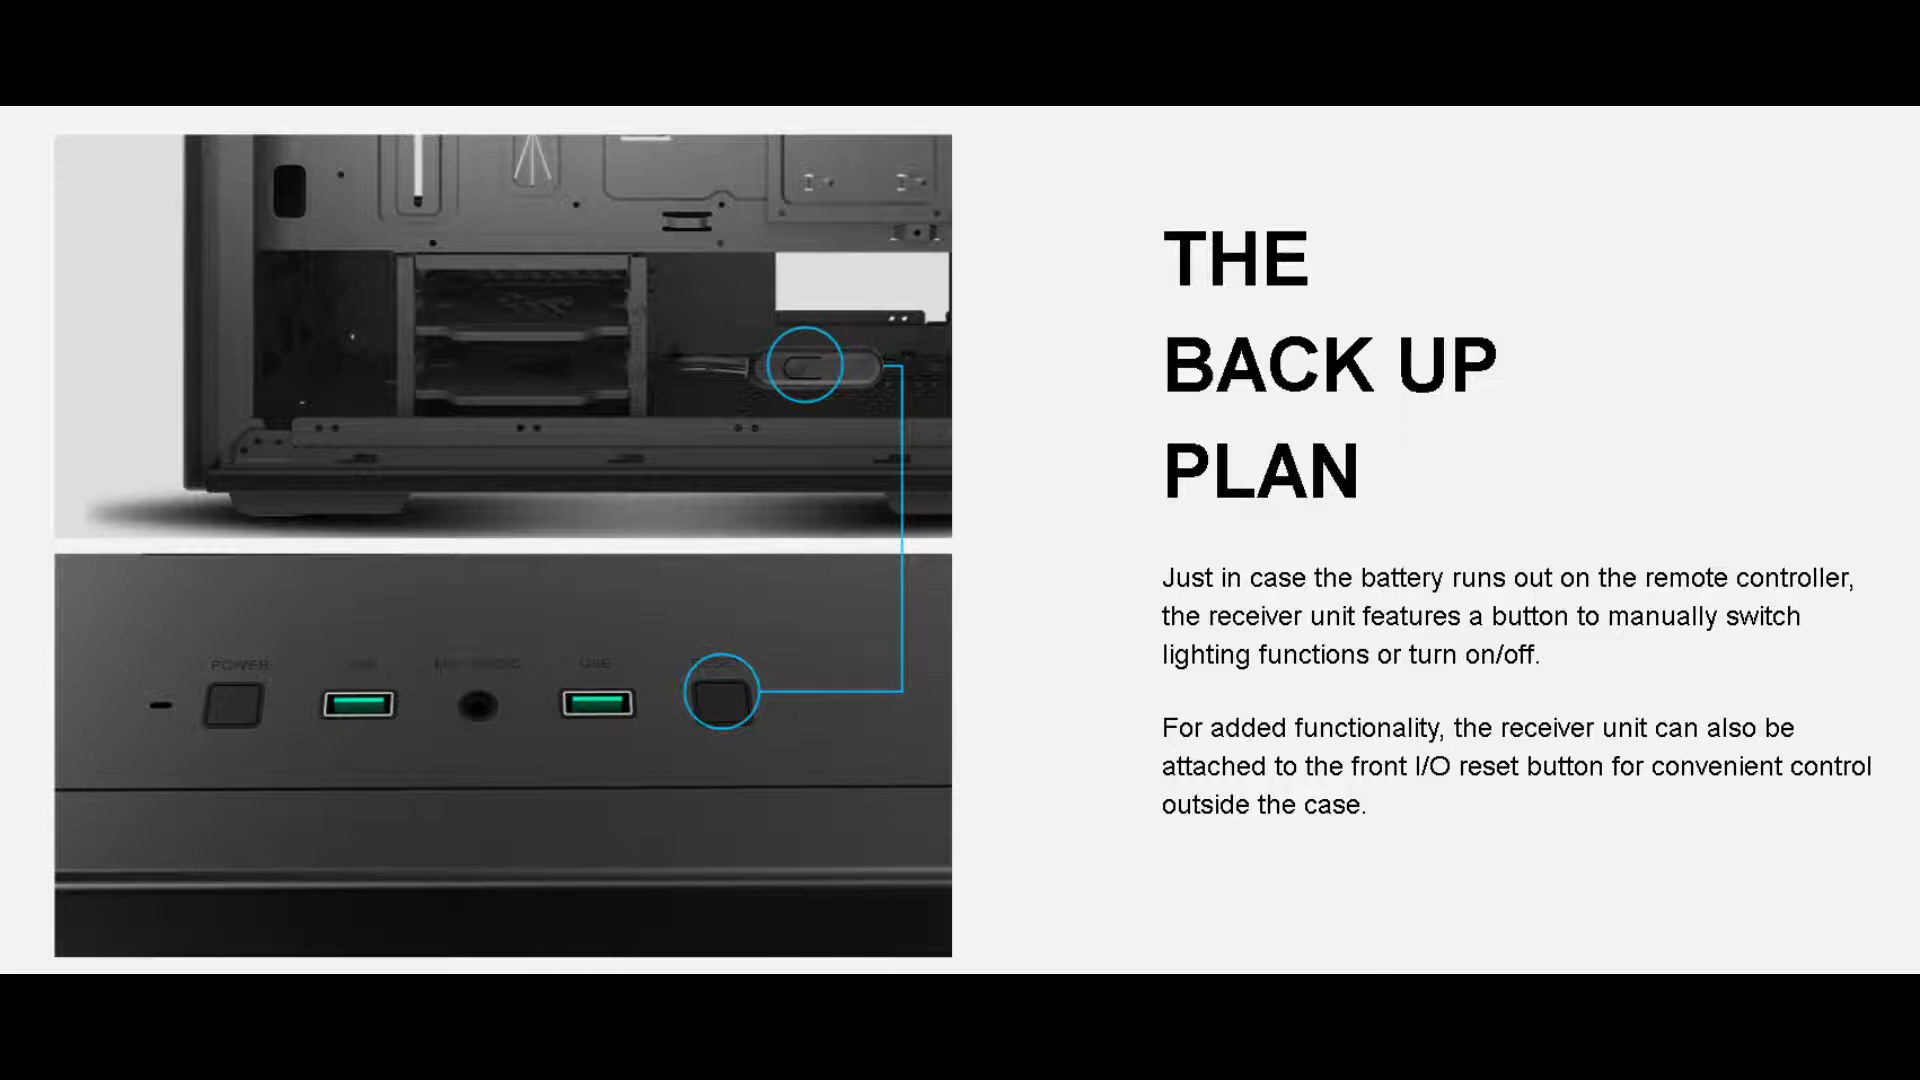 THE
BACK UP
PLAN
Just in case the battery runs out on the remote controller,
the receiver unit features a button to manually switch
lighting functions or turn on/off.
For added functionality, the receiver unit can also be
attached to the front I/O reset button for convenient control
outside the case.
POWER